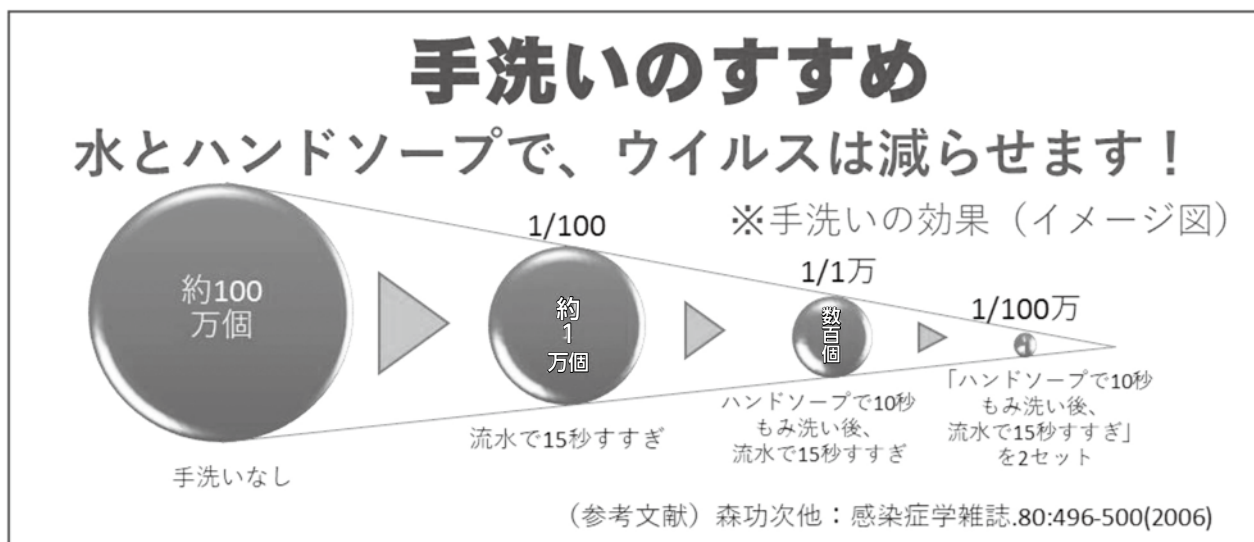 手洗いのすすめ
水とハンドソープで、ウイルスは減らせます！
※手洗いの効果（イメージ図）
約100
万個
手洗いなし
1/100
約
1
万個
流水で15秒すすぎ
1/1万
数百個
ハンドソープで10秒
もみ洗い後、
流水で15秒すすぎ
1/100万
「ハンドソープで10秒
もみ洗い後、
流水で15秒すすぎ」
を2セット
（参考文献）森功次他：感染症学雑誌.80:496-500(2006)